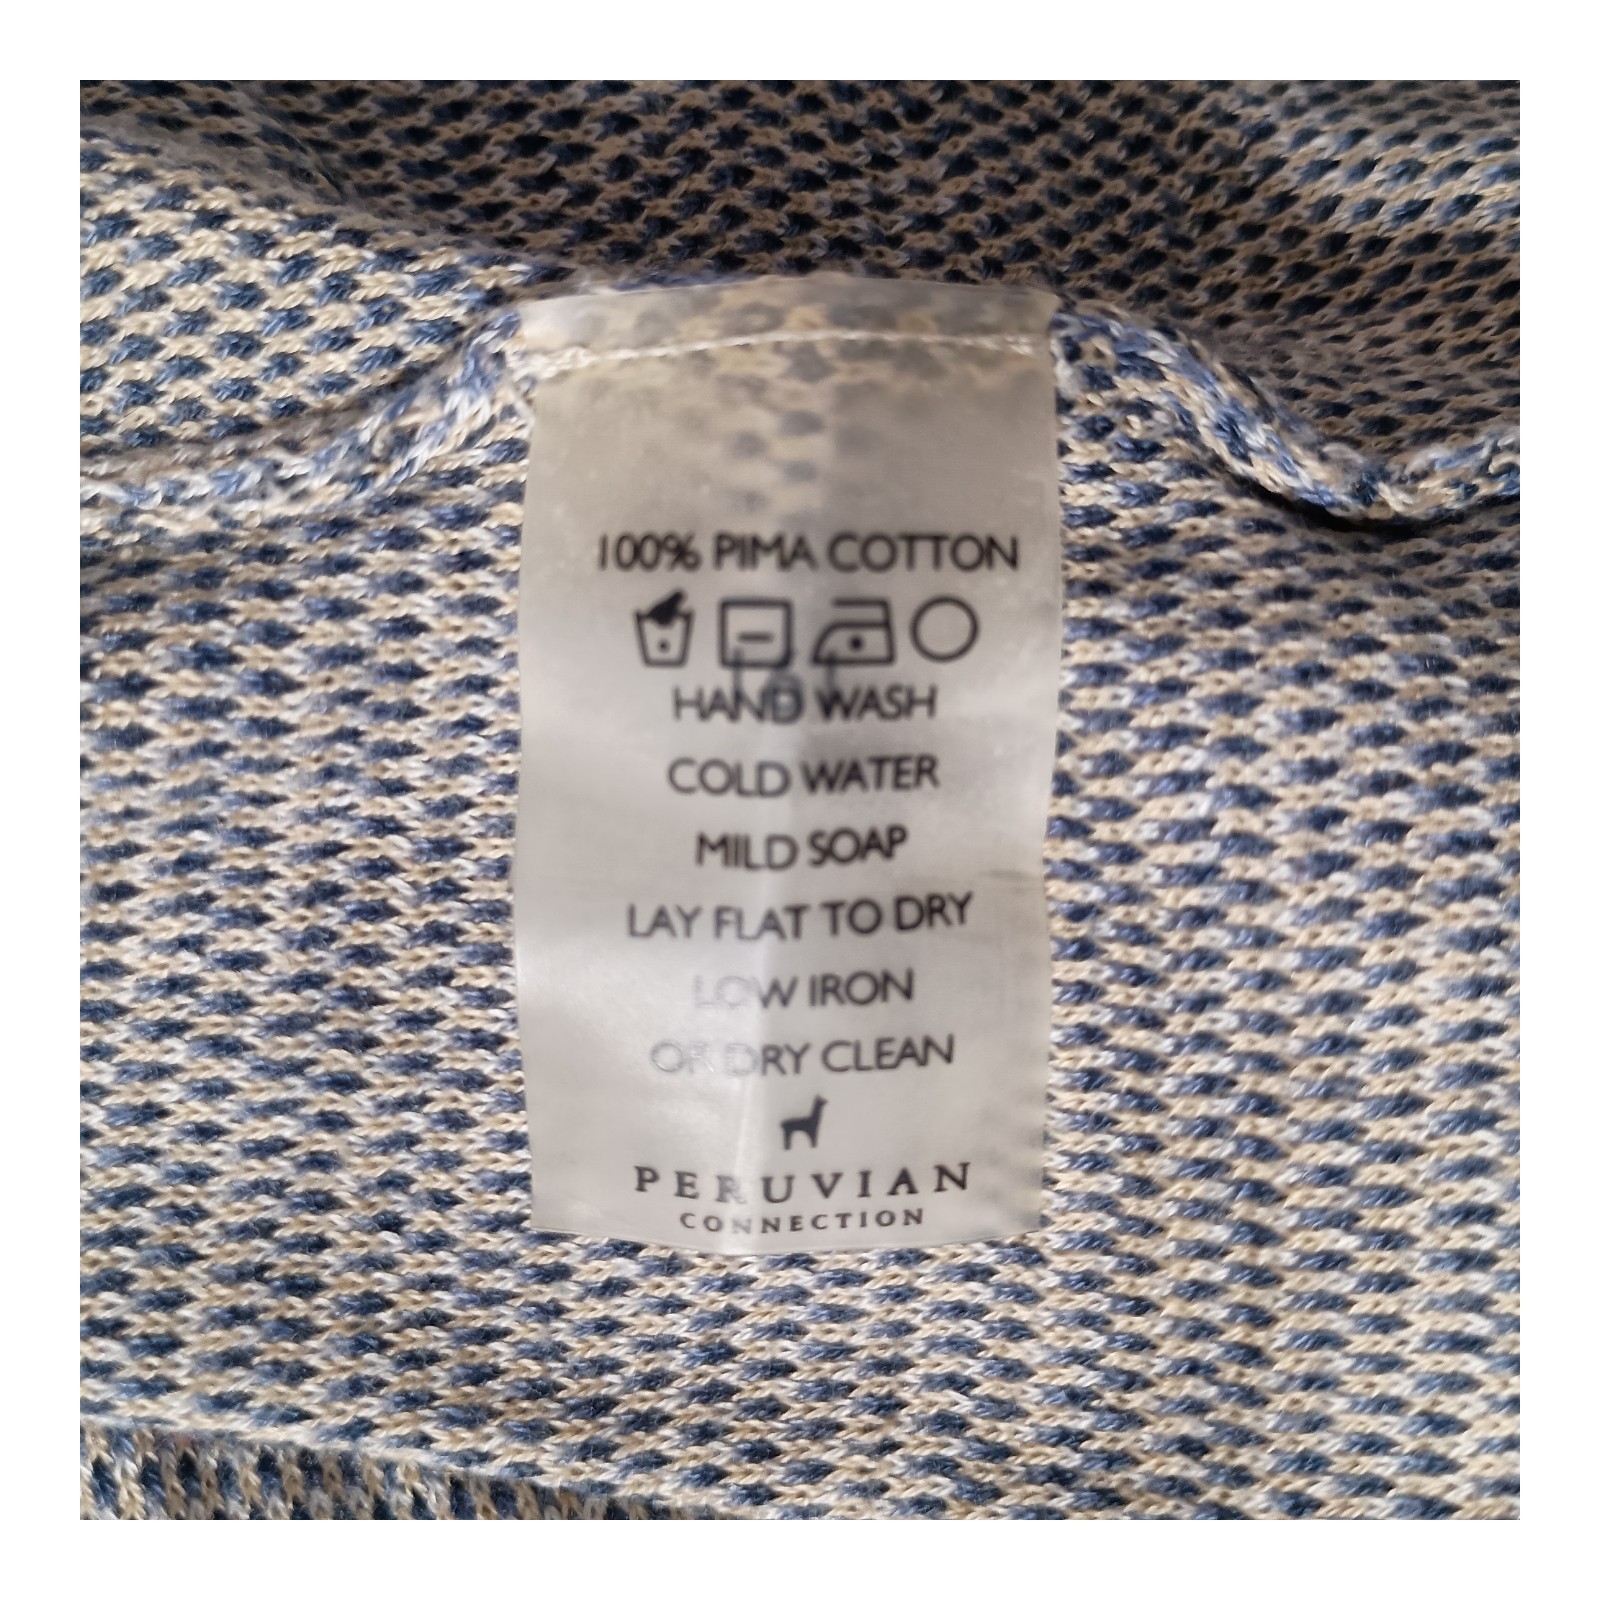 100% PIMA COTTON
HAND WASH
COLD WATER
MILD SOAP
LAY FLAT TO DRY
LOW IRON
OR DRY CLEAN
PERUVIAN
CONNECTION